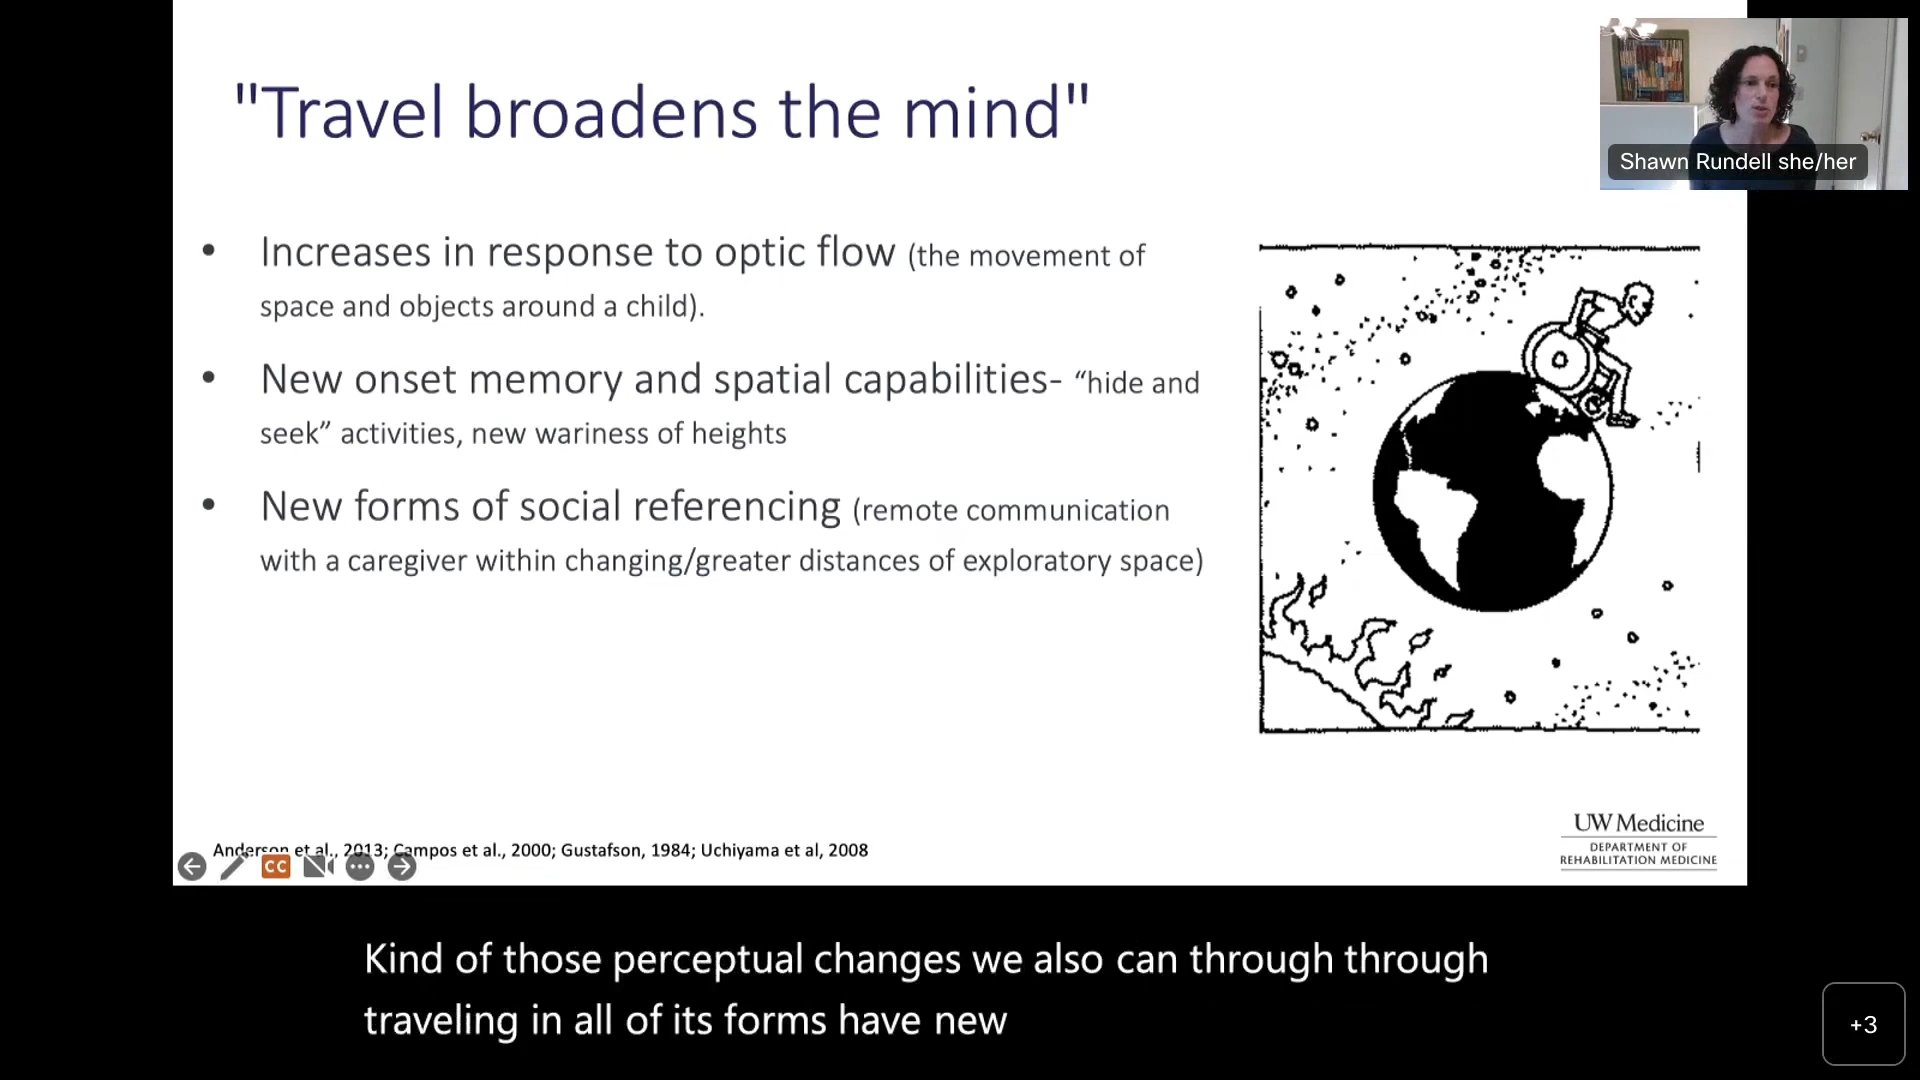 "Travel broadens the mind"
Shawn Rundell she/her
• Increases in response to optic flow (the movement of
space and objects around a child).
• New onset memory and spatial capabilities- “hide and
seek” activities, new wariness of heights
• New forms of social referencing (remote communication
with a caregiver within changing/greater distances of exploratory space)
Anderson et al., 2013; Campos et al., 2000; Gustafson, 1984; Uchiyama et al, 2008
CC
UW Medicine
DEPARTMENT OF
REHABILITATION MEDICINE
Kind of those perceptual changes we also can through through
traveling in all of its forms have new
+3